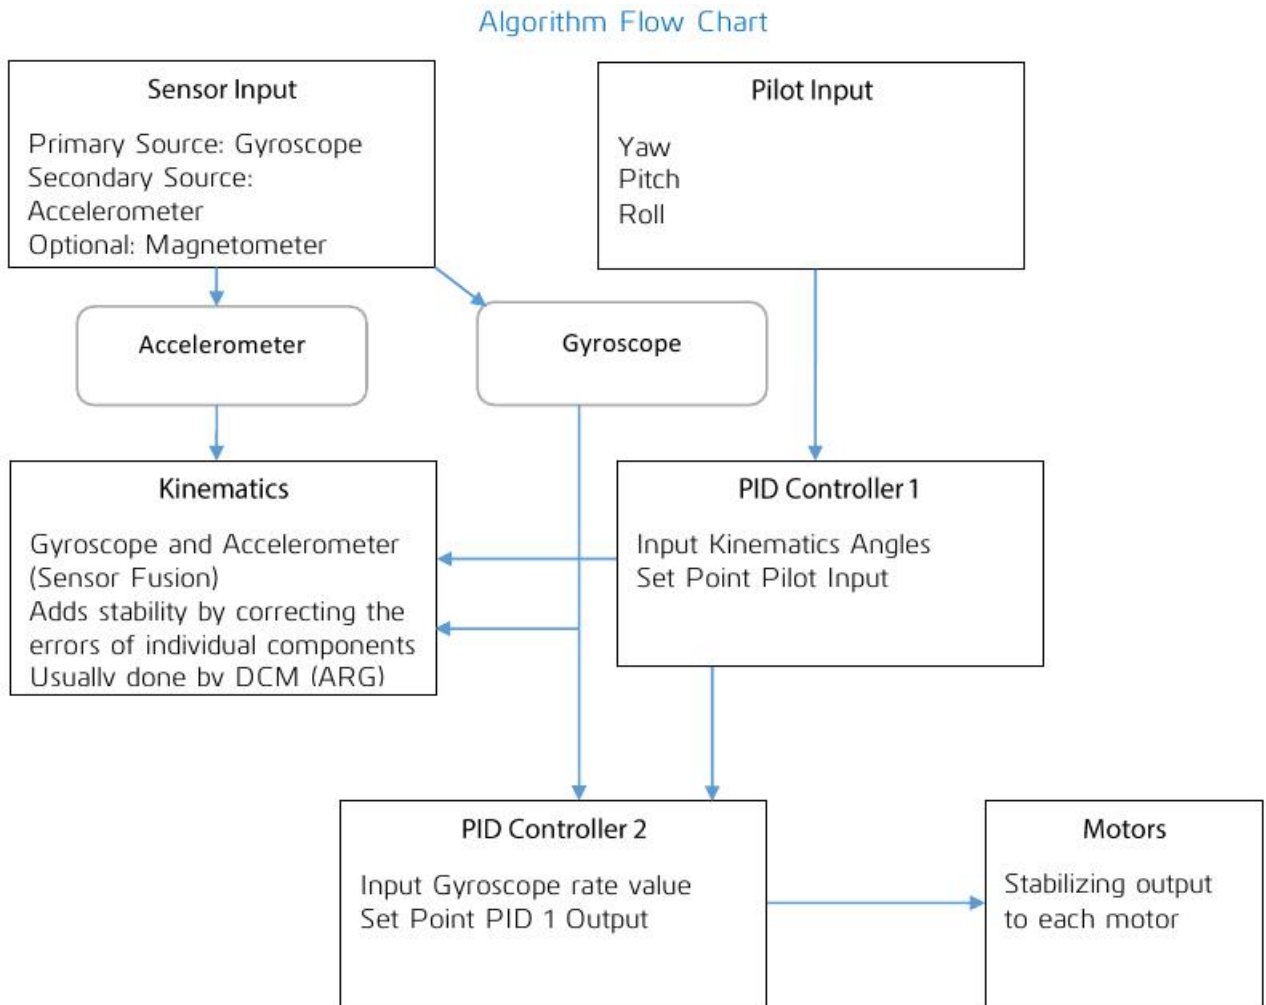 Algorithm Flow Chart
Sensor Input
Primary Source: Gyroscope
Secondary Source:
Accelerometer
Optional: Magnetometer
Pilot Input
Yaw
Pitch
Roll
Accelerometer
Gyroscope
Kinematics
Gyroscope and Accelerometer
(Sensor Fusion)
Adds stability by correcting the
errors of individual components
Usually done by DCM (ARG)
PID Controller 1
Input Kinematics Angles
Set Point Pilot Input
PID Controller 2
Input Gyroscope rate value
Set Point PID 1 Output
Motors
Stabilizing output
to each motor